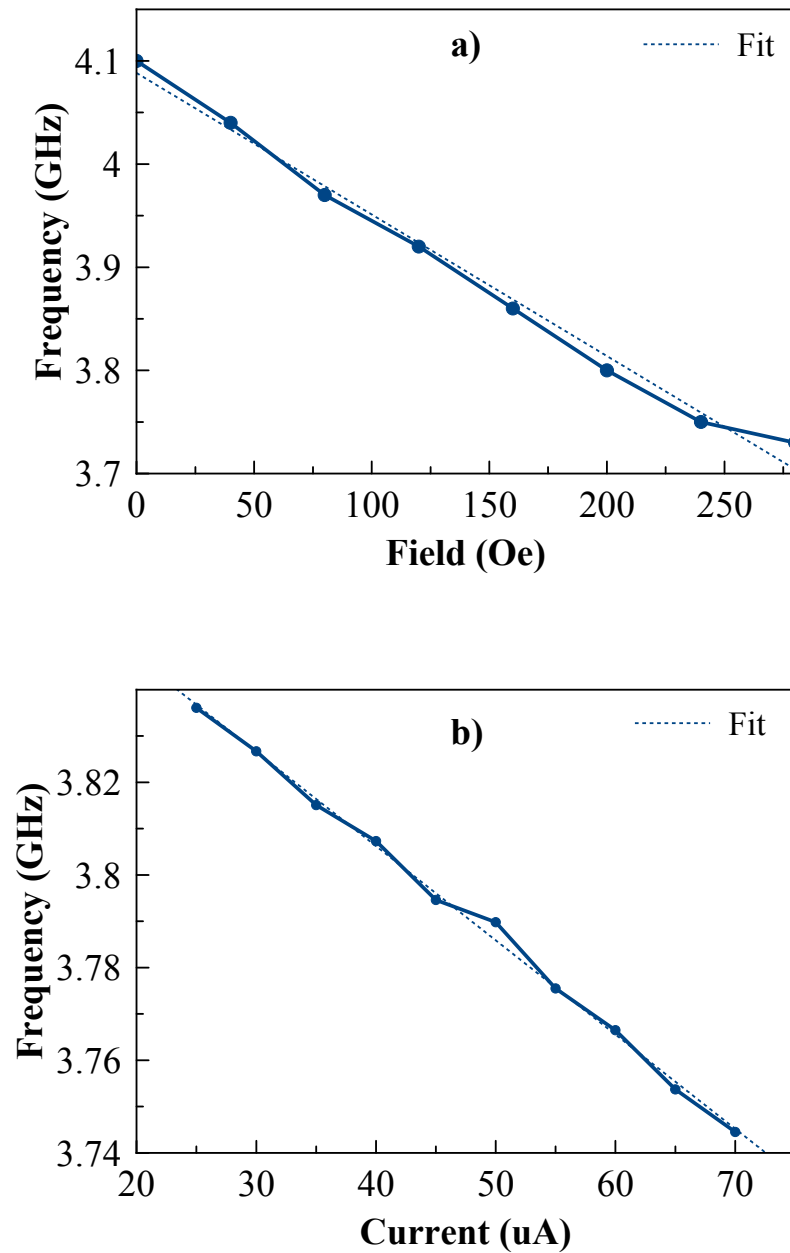 a)
Fit
Frequency (GHz)
4.1
4
3.9
3.8
3.7
0 50 100 150 200 250
Field (Oe)
b)
Fit
Frequency (GHz)
3.82
3.8
3.78
3.76
3.74
20 30 40 50 60 70
Current (uA)